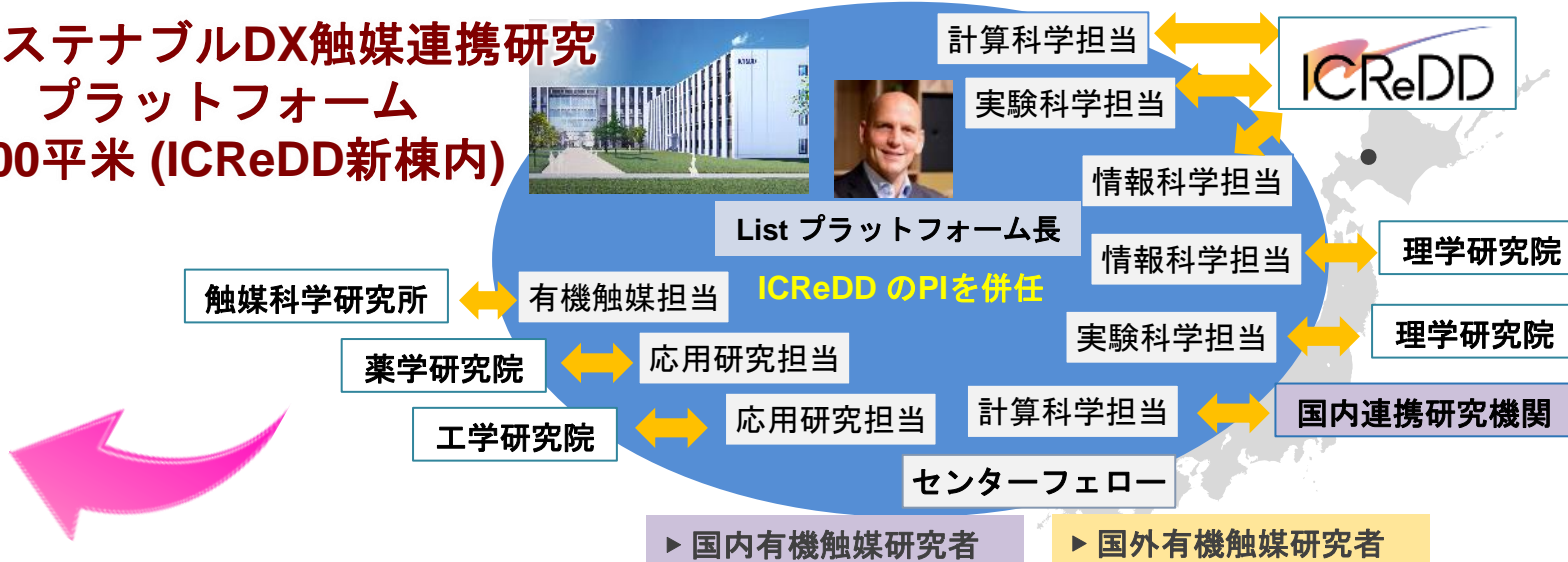 ステナブルDX触媒連携研究
プラットフォーム
00平米 (ICReDD新棟内)
計算科学担当
ICReDD
実験科学担当
情報科学担当
List プラットフォーム長
情報科学担当
理学研究院
ICReDD のPIを併任
触媒科学研究所
有機触媒担当
実験科学担当
理学研究院
薬学研究院
応用研究担当
計算科学担当
国内連携研究機関
工学研究院
応用研究担当
センターフェロー
▶国内有機触媒研究者
▶国外有機触媒研究者